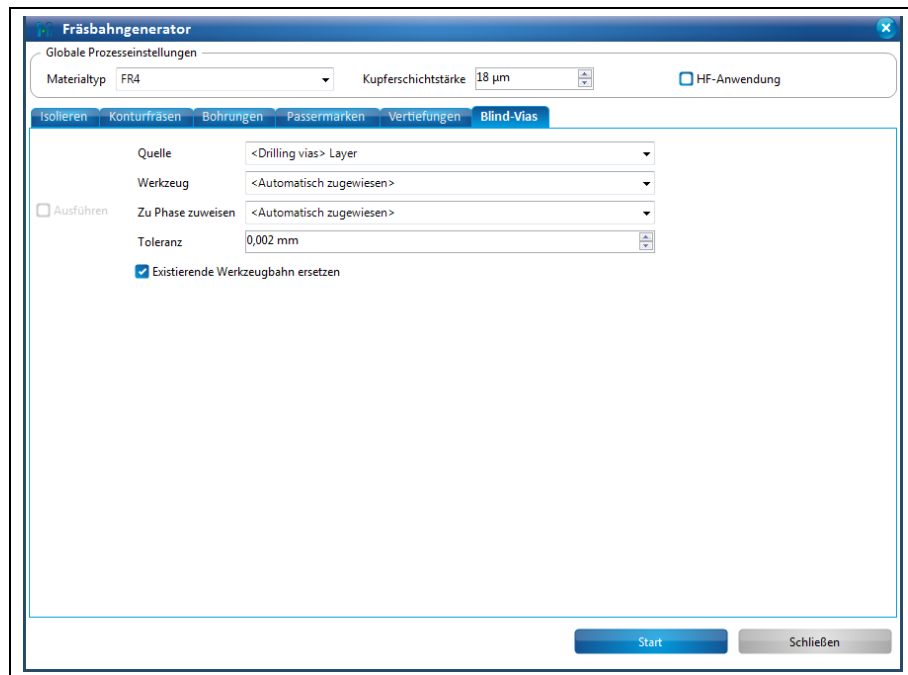 Fräsbahngenerator
Globale Prozesseinstellungen
Materialtyp FR4 Kupferschichtstärke 18 µm HF-Anwendung
Isolieren Konturfräsen Bohrungen Passermarken Vertiefungen Blind-Vias
Quelle <Drilling vias> Layer
Werkzeug <Automatisch zugewiesen>
Ausführen Zu Phase zuweisen <Automatisch zugewiesen>
Toleranz 0,002 mm
Existierende Werkzeugbahn ersetzen
Start Schließen